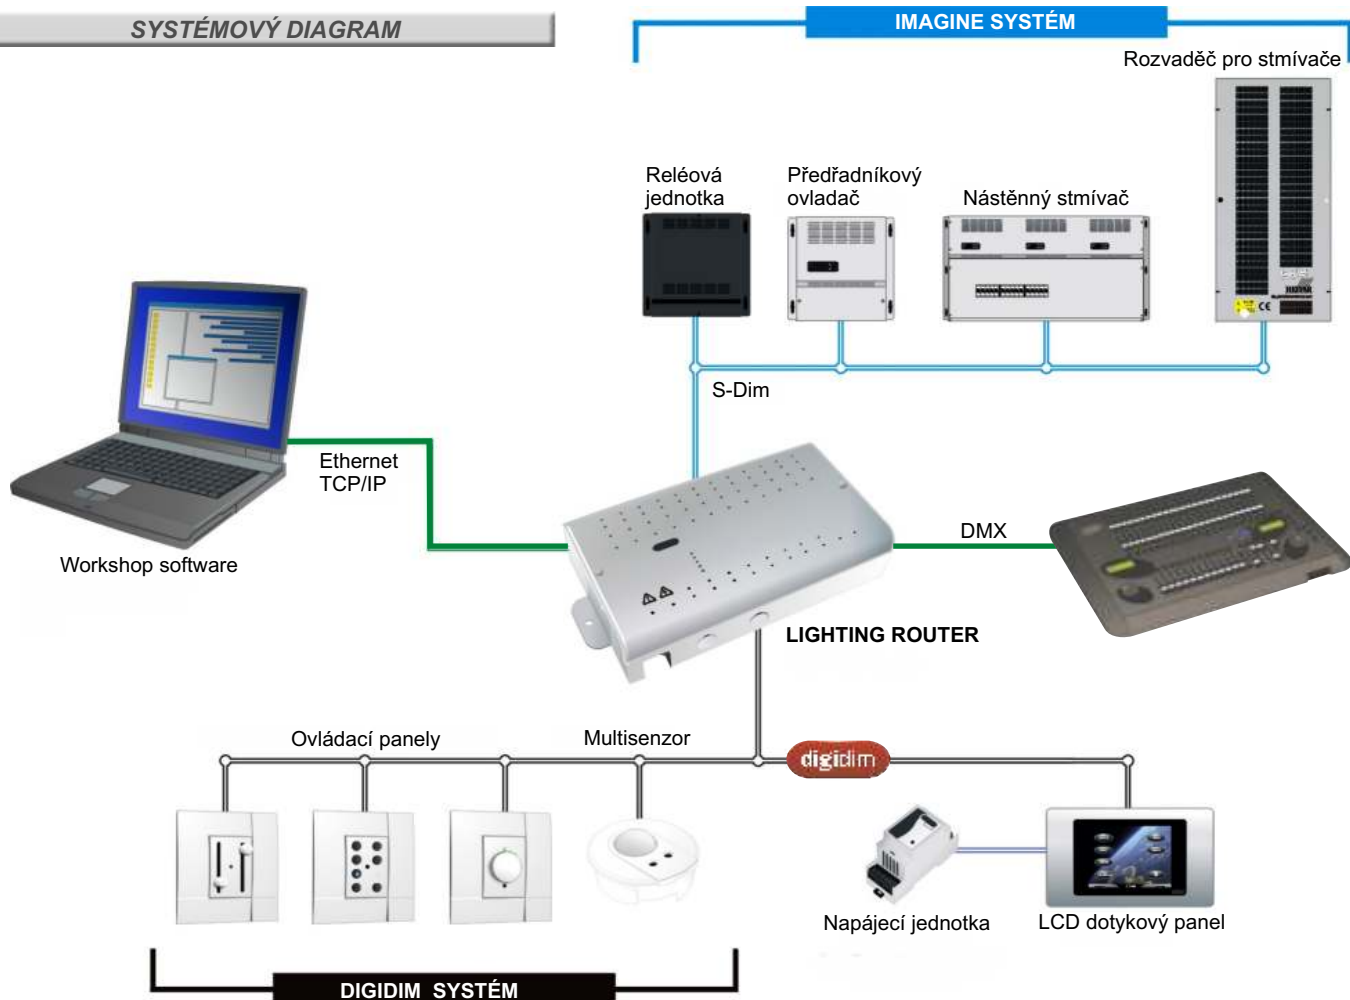 SYSTÉMOVÝ DIAGRAM
IMAGINE SYSTÉM
Rozvaděč pro stmívače
Reléová
jednotka
Předřadníkový
ovladač
Nástěnný stmívač
CE
S-Dim
Ethernet
TCP/IP
Workshop software
DMX
LIGHTING ROUTER
Ovládací panely
Multisenzor
digidim
Napájecí jednotka
LCD dotykový panel
DIGIDIM SYSTÉM